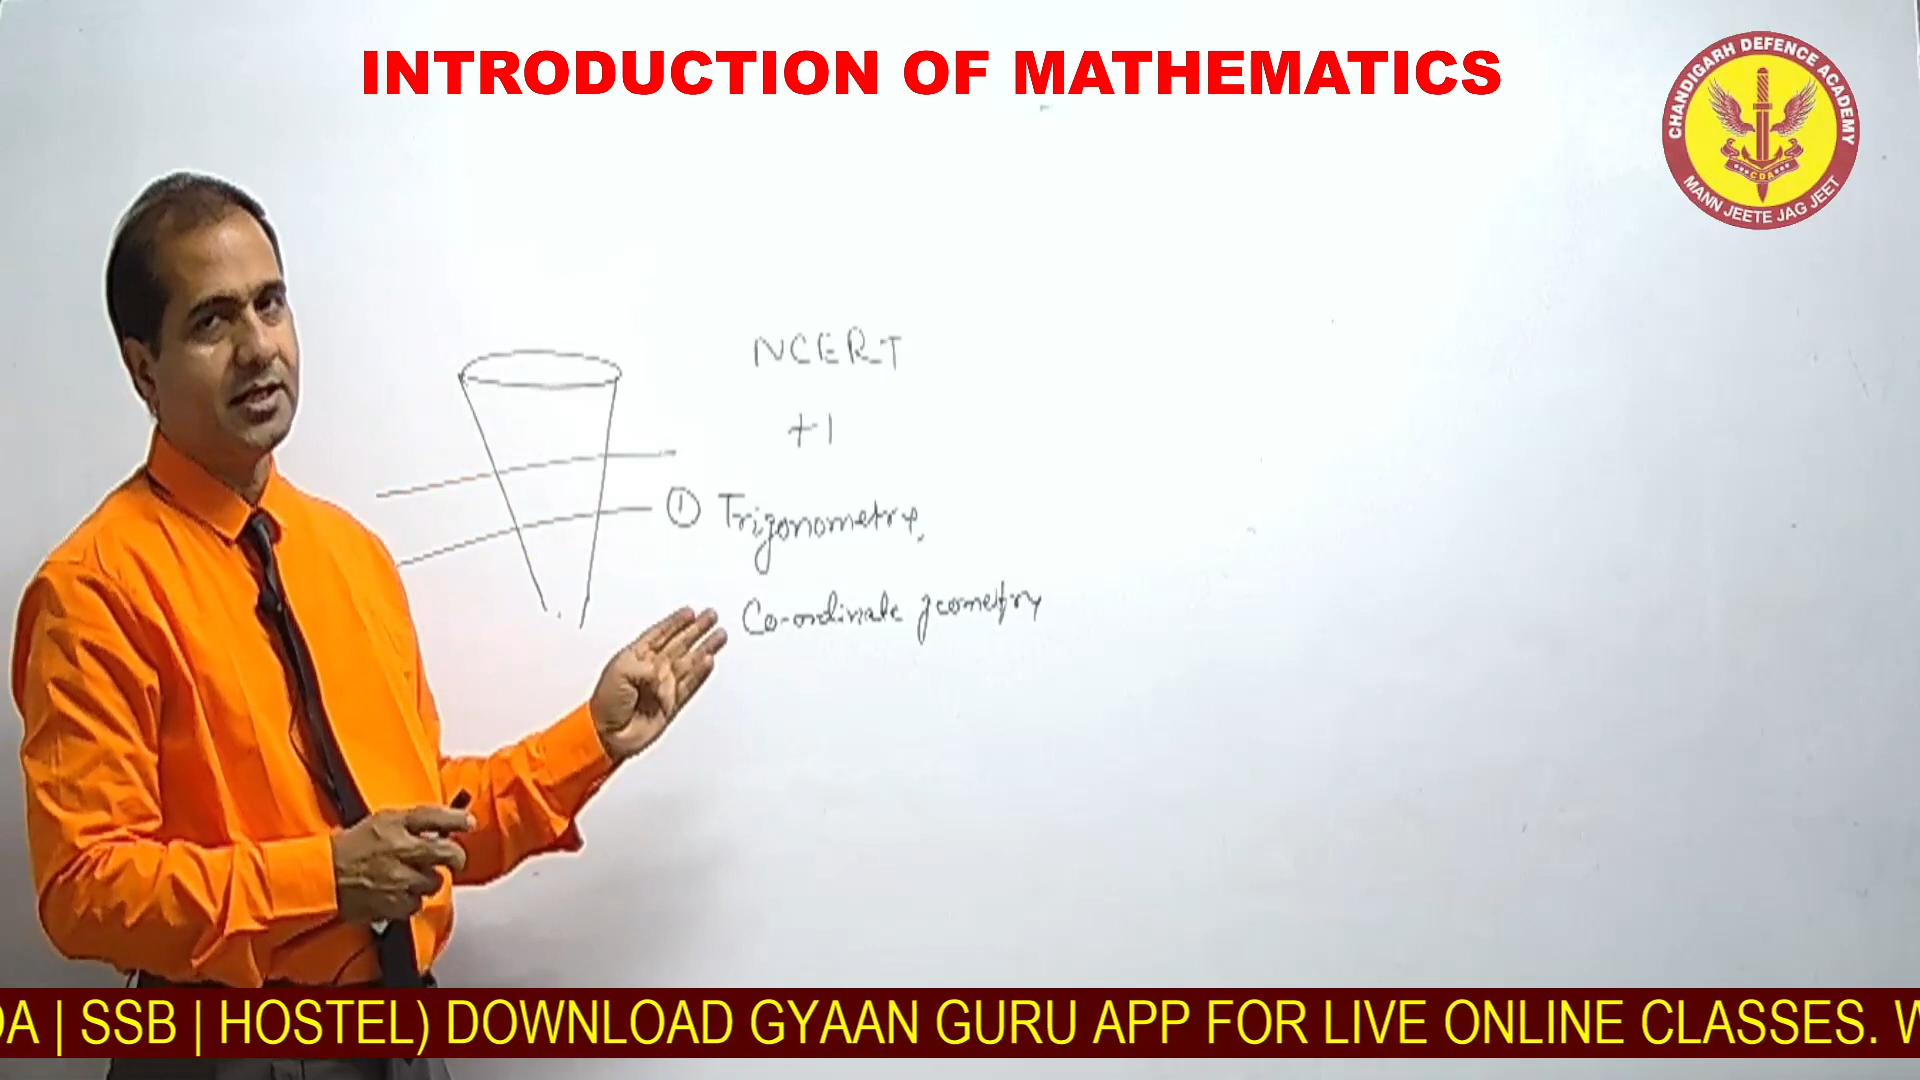 INTRODUCTION OF MATHEMATICS
CHANDIGARH DEFENCE ACADEMY
CDA
MANN JEETE JAG JEET
NCERT
+1
① Trigonometry,
Co-ordinate geometry
DA | SSB | HOSTEL) DOWNLOAD GYAAN GURU APP FOR LIVE ONLINE CLASSES. W